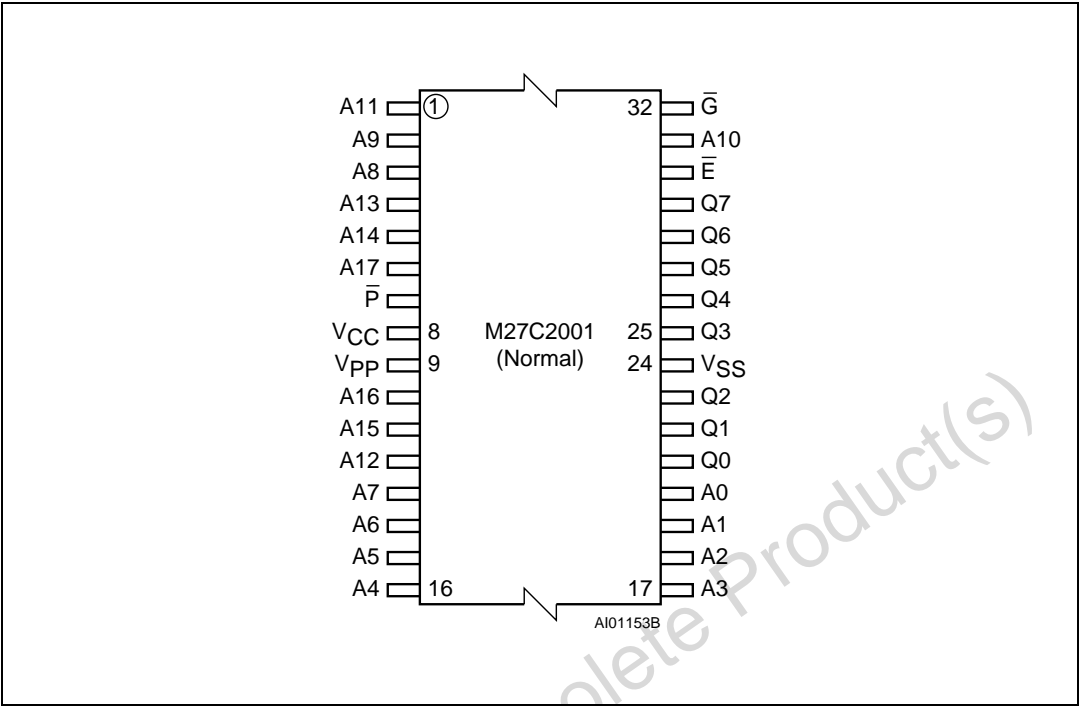 A11 1 32 G̅
A9 A10
A8 E̅
A13 Q7
A14 Q6
A17 Q5
P̅ Q4
VCC 8 M27C2001 25 Q3
VPP 9 (Normal) 24 VSS
A16 Q2
A15 Q1
A12 Q0
A7 A0
A6 A1
A5 A2
A4 16 17 A3
AI01153B
olete Product(s)